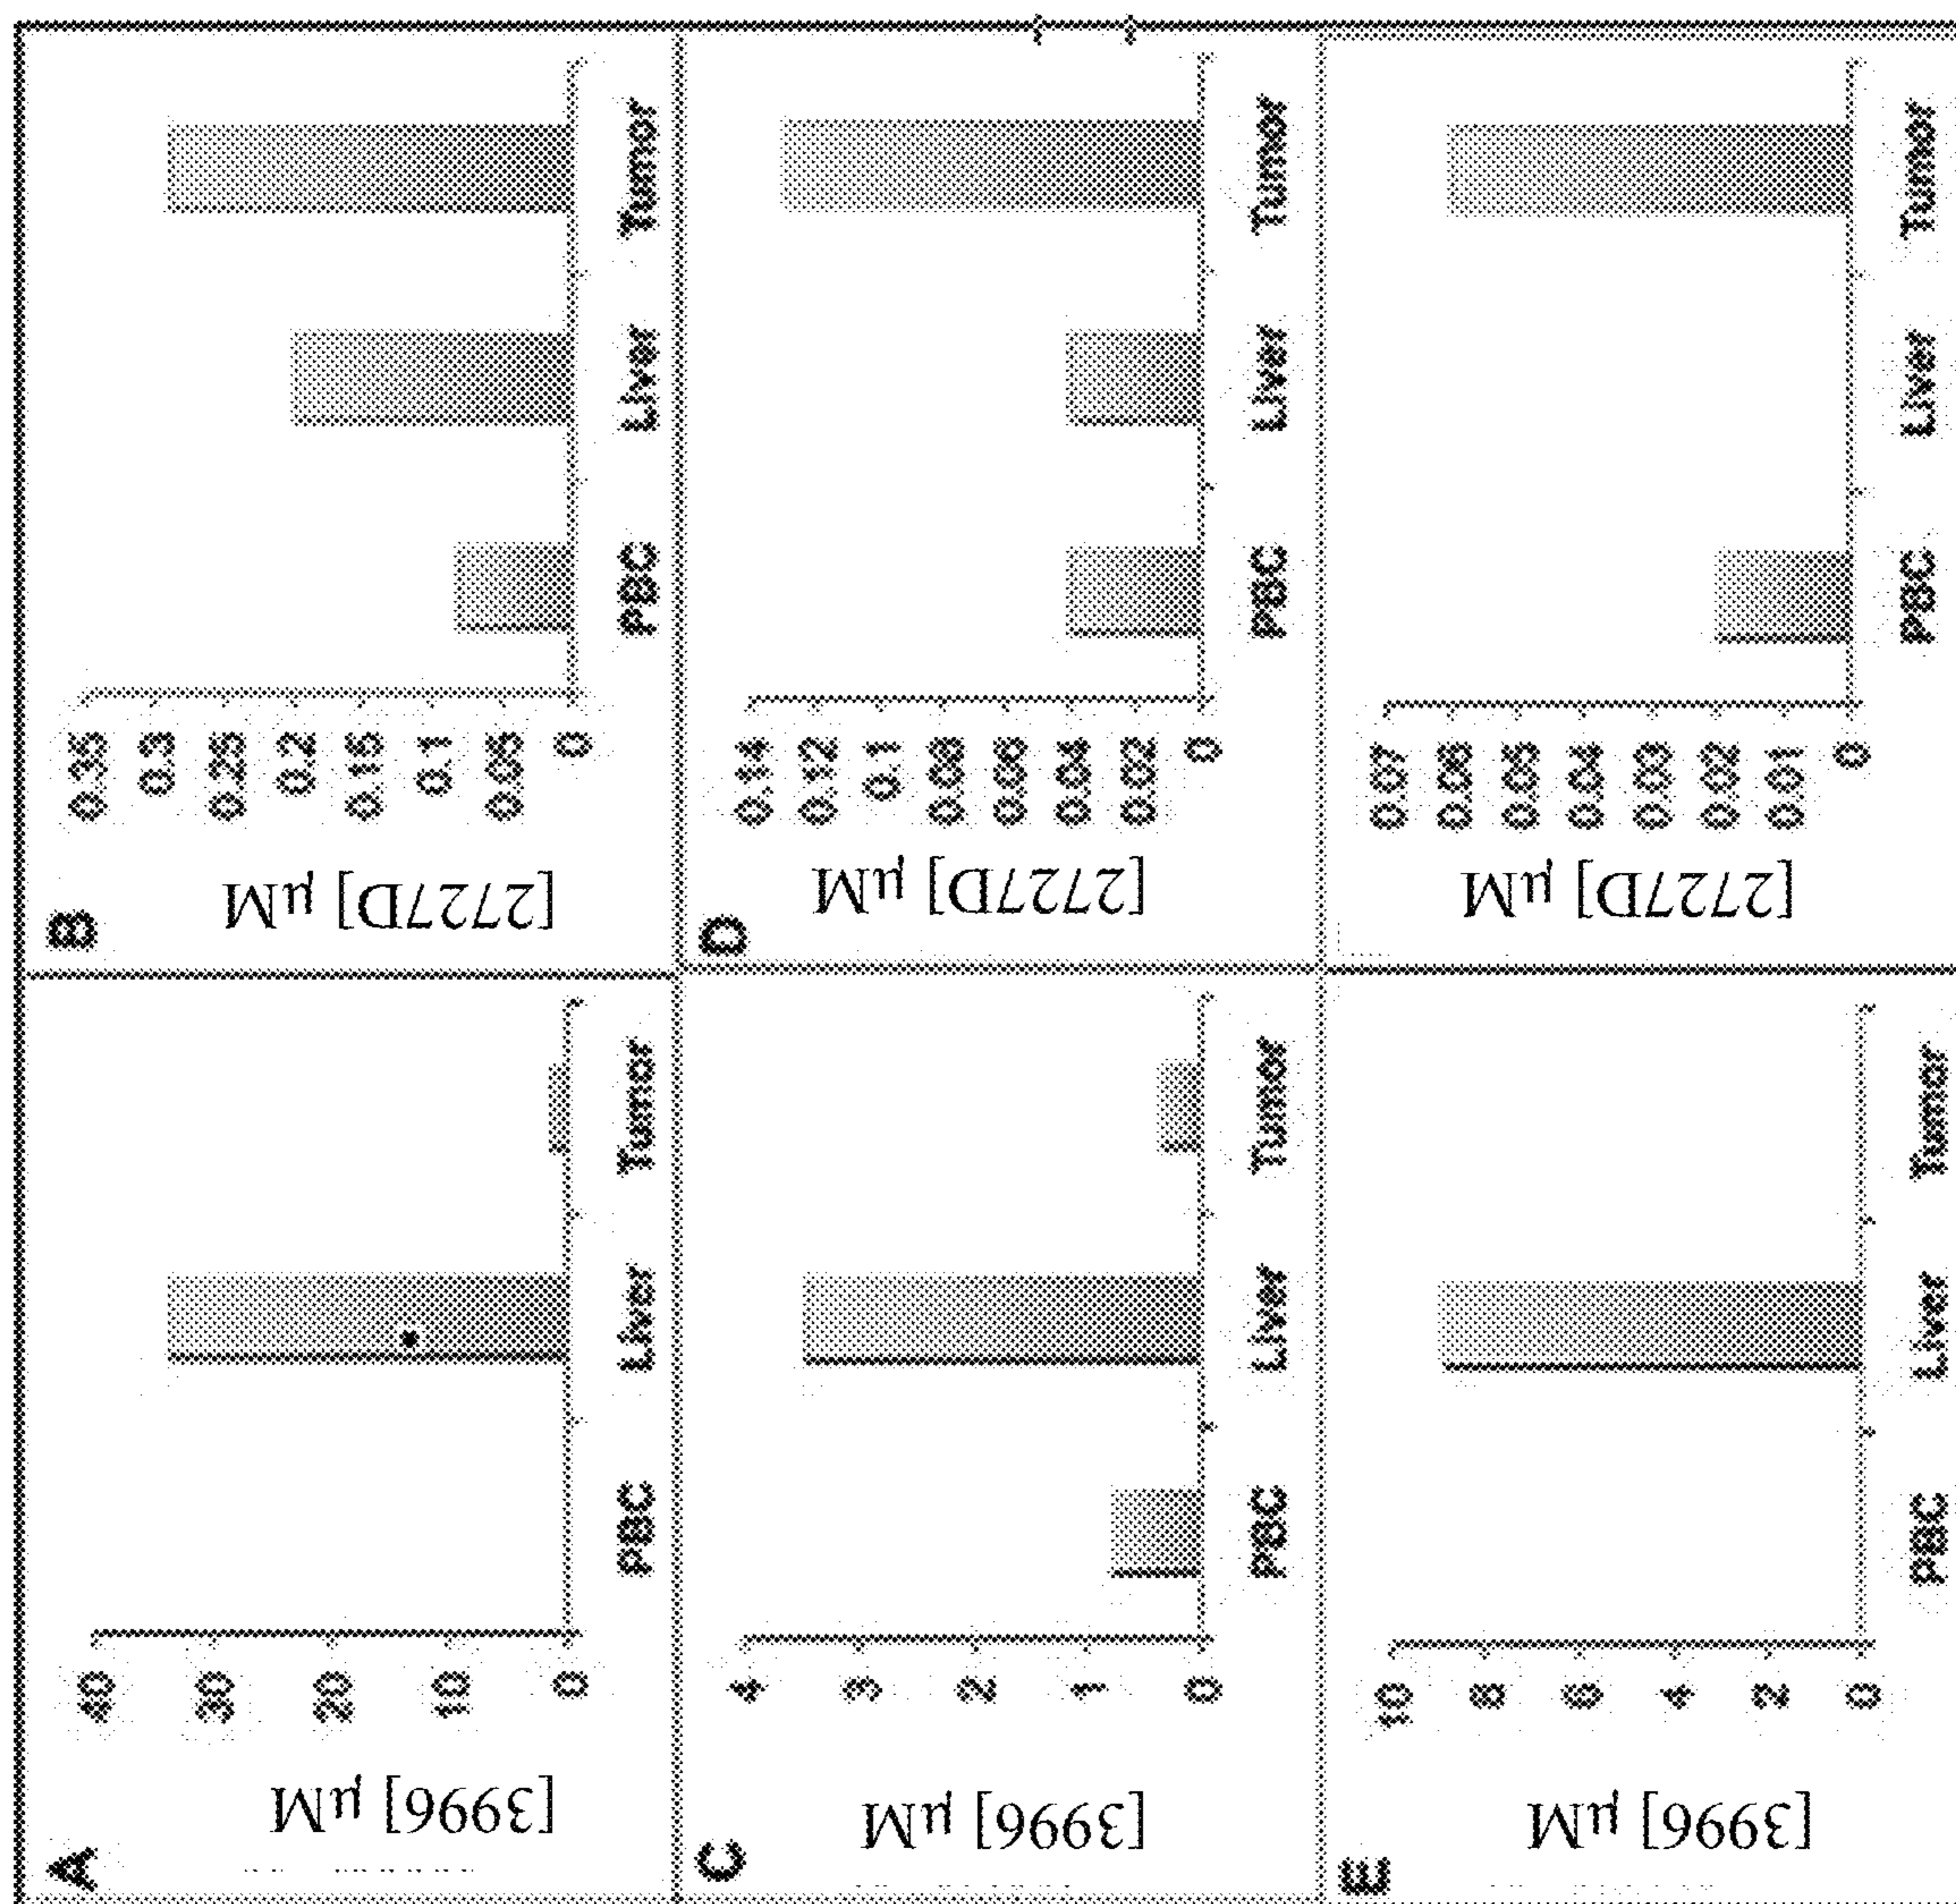 A
[3996] µM
40
30
20
10
0
PBC Liver Tumor
B
[2727D] µM
0.35
0.3
0.25
0.2
0.15
0.1
0.05
0
PBC Liver Tumor
C
[3996] µM
4
3
2
1
0
PBC Liver Tumor
D
[2727D] µM
0.14
0.12
0.1
0.08
0.06
0.04
0.02
0
PBC Liver Tumor
E
[3996] µM
10
8
6
4
2
0
PBC Liver Tumor
[2727D] µM
0.07
0.06
0.05
0.04
0.03
0.02
0.01
0
PBC Liver Tumor